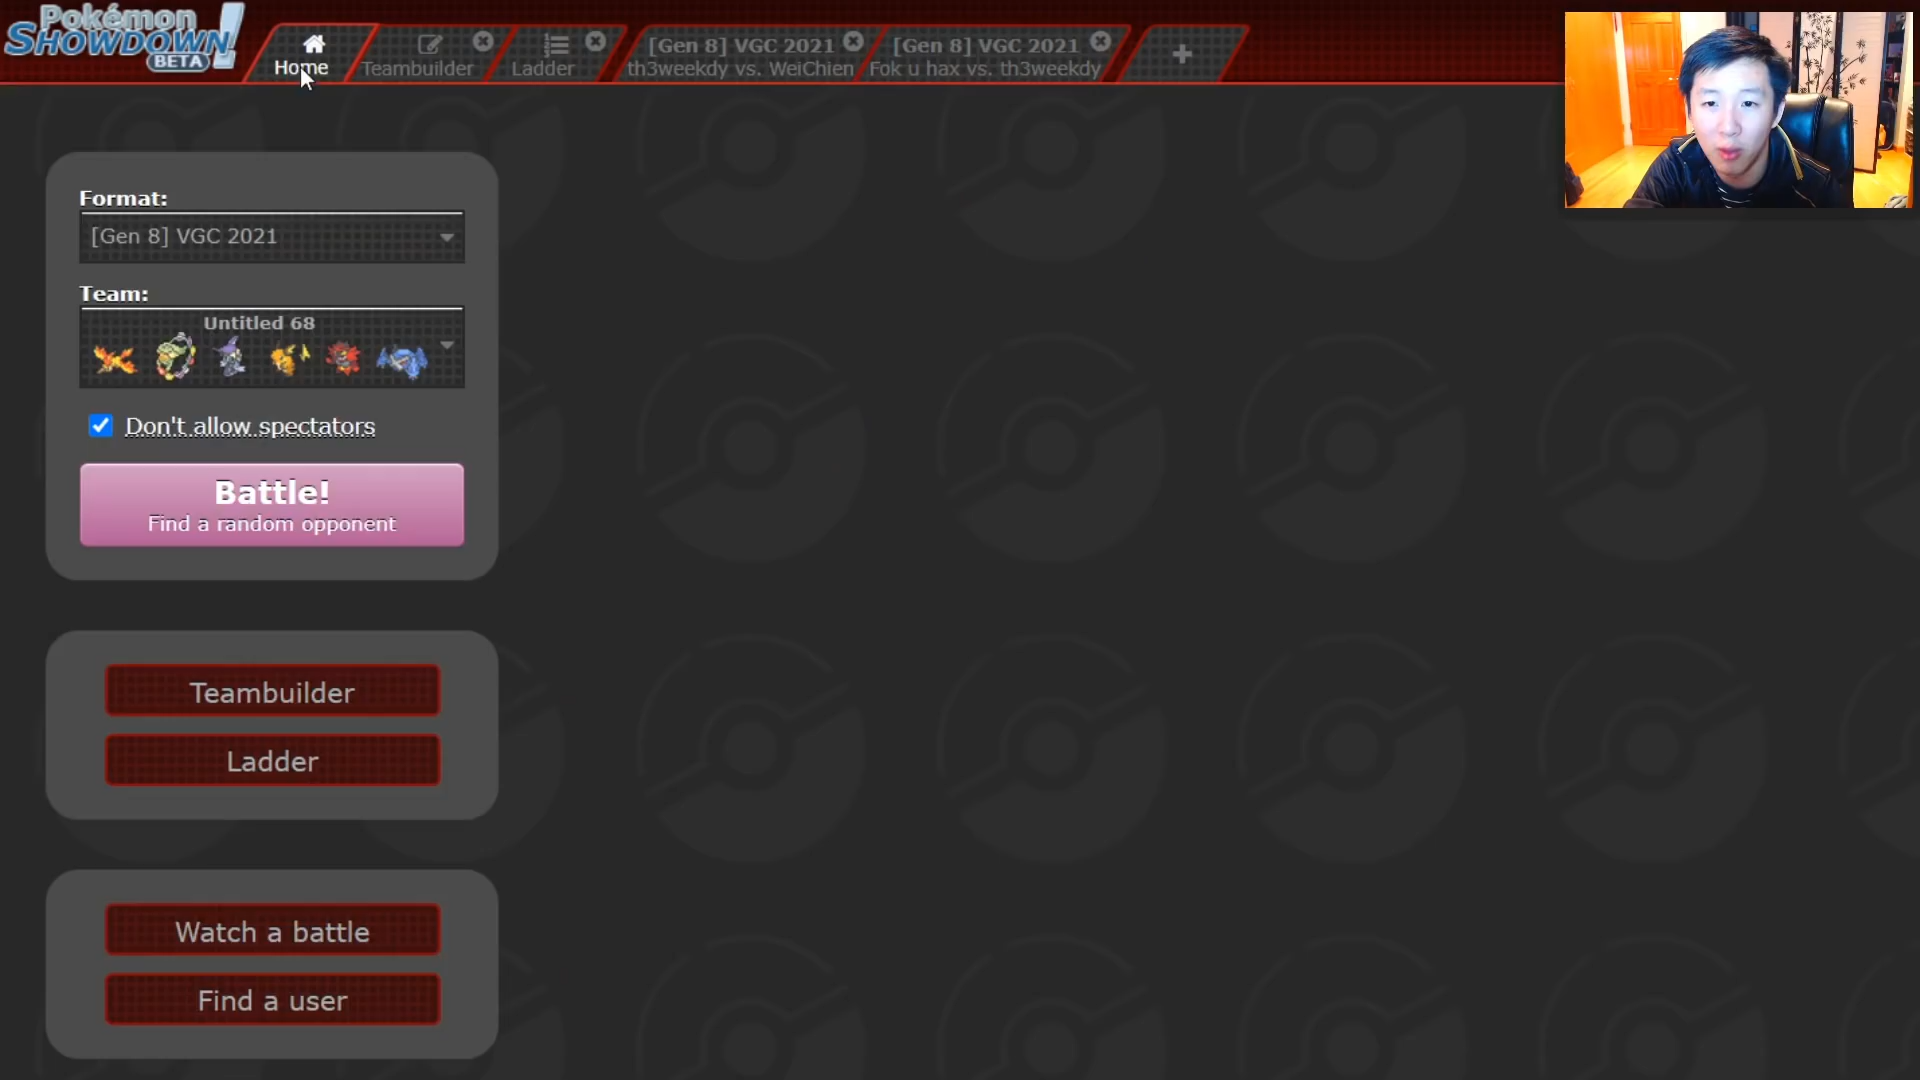 Pokémon
SHOWDOWN!
BETA
Home
Teambuilder
Ladder
[Gen 8] VGC 2021
th3weekdy vs. WeiChien
[Gen 8] VGC 2021
Fok u hax vs. th3weekdy
Format:
[Gen 8] VGC 2021
Team:
Untitled 68
Don't allow spectators
Battle!
Find a random opponent
Teambuilder
Ladder
Watch a battle
Find a user